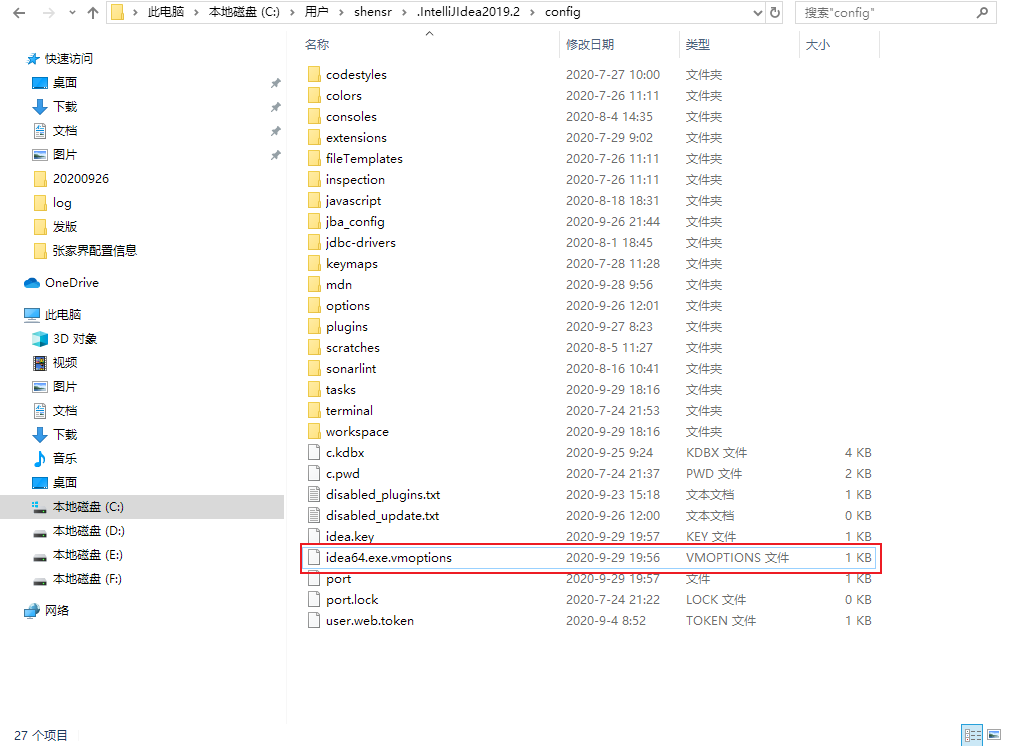 此电脑 > 本地磁盘 (C:) > 用户 > shensr > .IntelliJIdea2019.2 > config
搜索"config"
快速访问
桌面
下载
文档
图片
20200926
log
发版
张家界配置信息
OneDrive
此电脑
3D 对象
视频
图片
文档
下载
音乐
桌面
本地磁盘 (C:)
本地磁盘 (D:)
本地磁盘 (E:)
本地磁盘 (F:)
网络
名称 修改日期 类型 大小
codestyles 2020-7-27 10:00 文件夹
colors 2020-7-26 11:11 文件夹
consoles 2020-8-4 14:35 文件夹
extensions 2020-7-29 9:02 文件夹
fileTemplates 2020-7-26 11:11 文件夹
inspection 2020-7-26 11:11 文件夹
javascript 2020-8-18 18:31 文件夹
jba_config 2020-9-26 21:44 文件夹
jdbc-drivers 2020-8-1 18:45 文件夹
keymaps 2020-7-28 11:28 文件夹
mdn 2020-9-28 9:56 文件夹
options 2020-9-26 12:01 文件夹
plugins 2020-9-27 8:23 文件夹
scratches 2020-8-5 11:27 文件夹
sonarlint 2020-8-16 10:41 文件夹
tasks 2020-9-29 18:16 文件夹
terminal 2020-7-24 21:53 文件夹
workspace 2020-9-29 18:16 文件夹
c.kdbx 2020-9-25 9:24 KDBX 文件 4 KB
c.pwd 2020-7-24 21:37 PWD 文件 2 KB
disabled_plugins.txt 2020-9-23 15:18 文本文档 1 KB
disabled_update.txt 2020-9-26 12:00 文本文档 0 KB
idea.key 2020-9-29 19:57 KEY 文件 1 KB
idea64.exe.vmoptions 2020-9-29 19:56 VMOPTIONS 文件 1 KB
port 2020-9-29 19:57 文件 1 KB
port.lock 2020-7-24 21:22 LOCK 文件 0 KB
user.web.token 2020-9-4 8:52 TOKEN 文件 1 KB
27 个项目